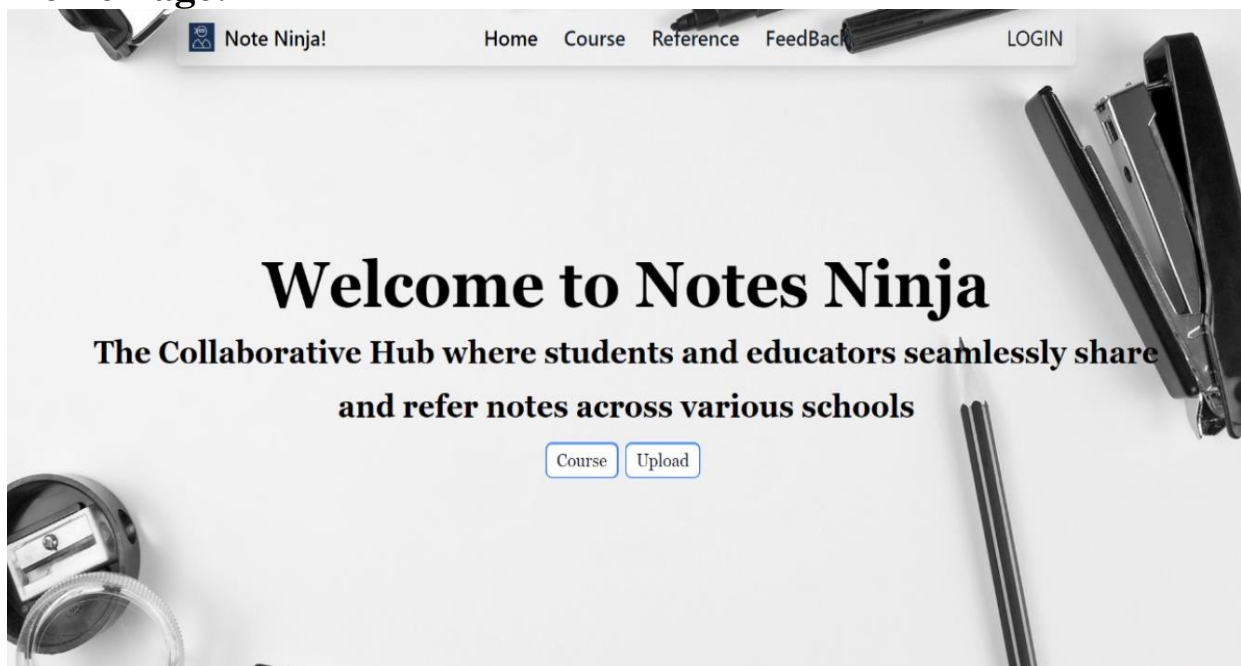 Note Ninja!
Home Course Reference FeedBack LOGIN
Welcome to Notes Ninja
The Collaborative Hub where students and educators seamlessly share
and refer notes across various schools
Course Upload